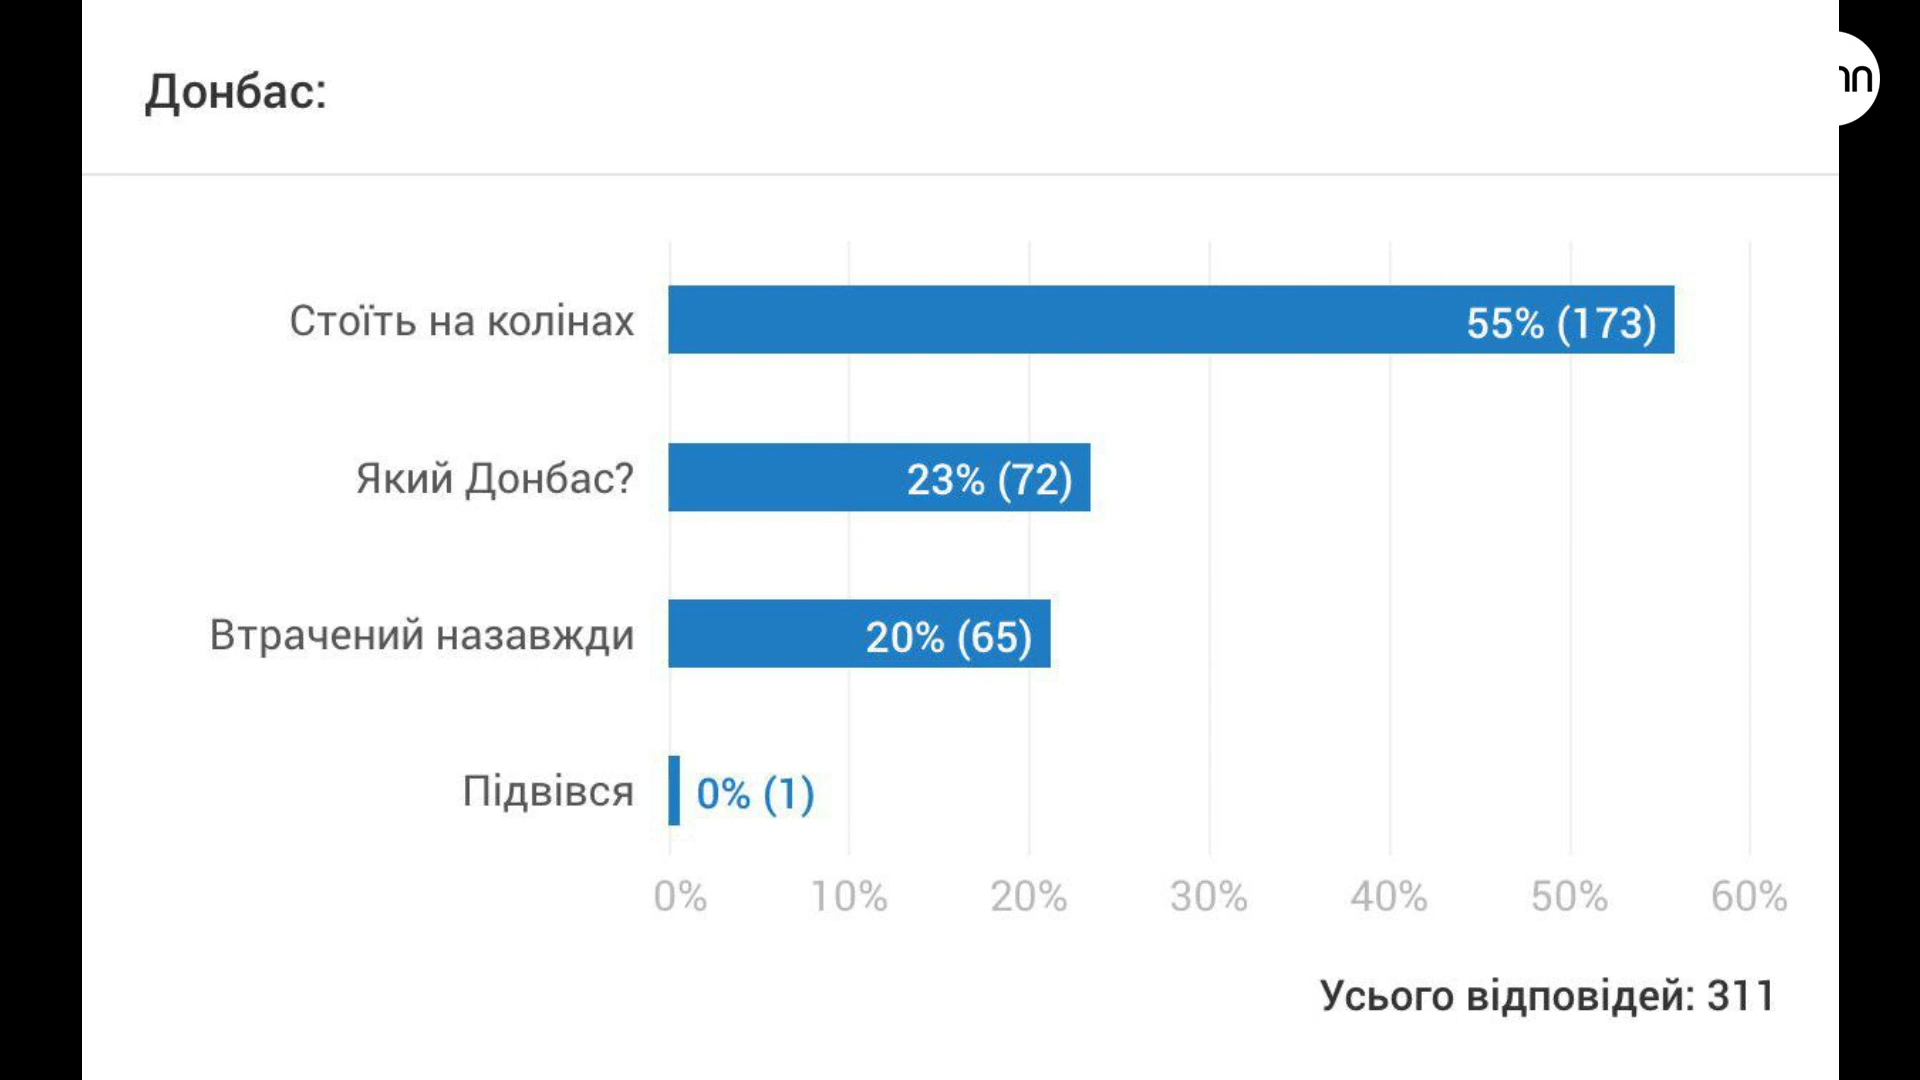 Донбас:
Стоїть на колінах
55% (173)
Який Донбас?
23% (72)
Втрачений назавжди
20% (65)
Підвівся
0% (1)
0% 10% 20% 30% 40% 50% 60%
Усього відповідей: 311